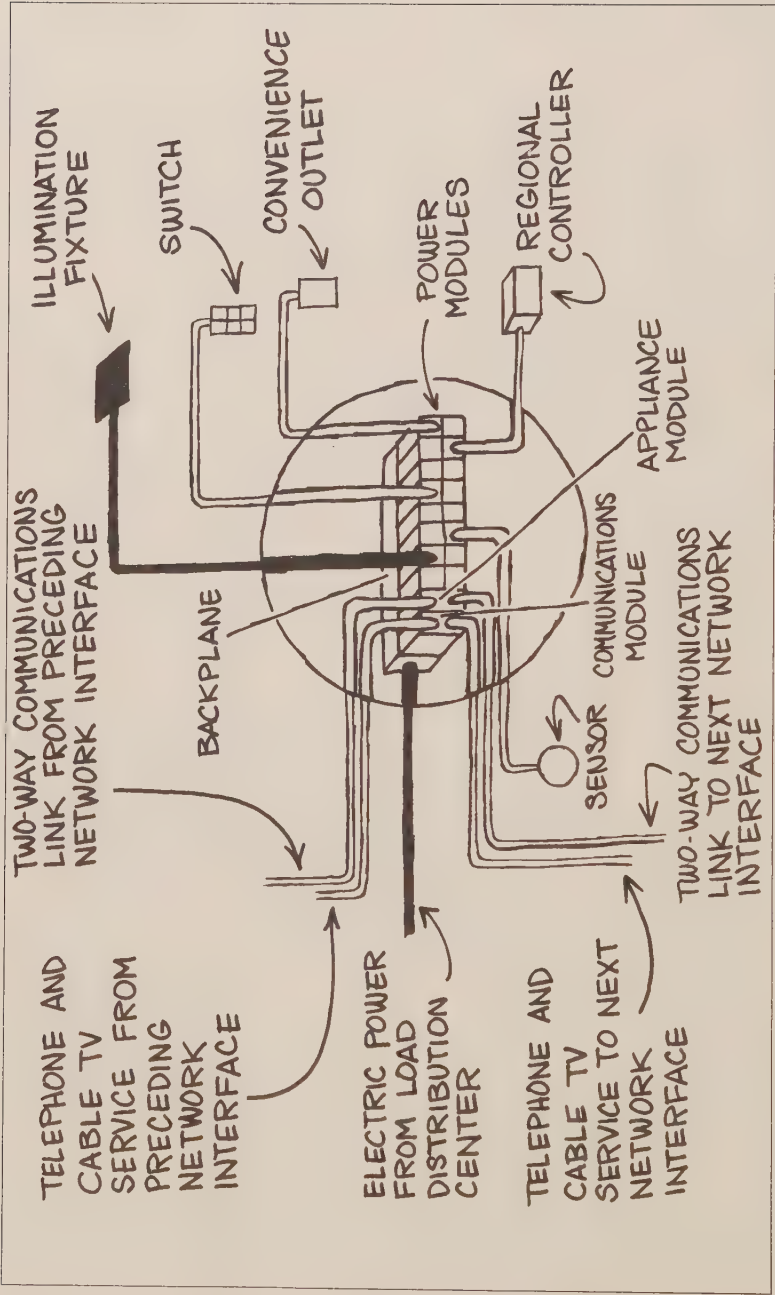 TELEPHONE AND
CABLE TV
SERVICE FROM
PRECEDING
NETWORK
INTERFACE
TWO-WAY COMMUNICATIONS
LINK FROM PRECEDING
NETWORK INTERFACE
ILLUMINATION
FIXTURE
SWITCH
CONVENIENCE
OUTLET
BACKPLANE
POWER
MODULES
REGIONAL
CONTROLLER
ELECTRIC POWER
FROM LOAD
DISTRIBUTION
CENTER
TELEPHONE AND
CABLE TV
SERVICE TO NEXT
NETWORK
INTERFACE
SENSOR
COMMUNICATIONS
MODULE
APPLIANCE
MODULE
TWO-WAY COMMUNICATIONS
LINK TO NEXT NETWORK
INTERFACE